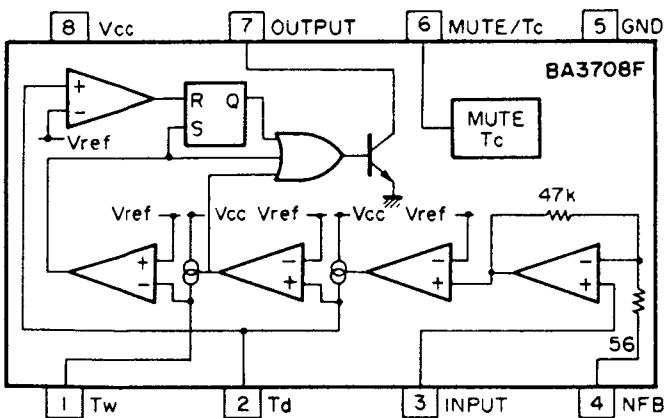 8 Vcc 7 OUTPUT 6 MUTE/Tc 5 GND
BA3708F
+
−
Vref
R Q
S
MUTE
Tc
47k
Vref Vcc Vref Vcc Vref
+
−
−
+
−
+
−
+
56
1 Tw 2 Td 3 INPUT 4 NFB